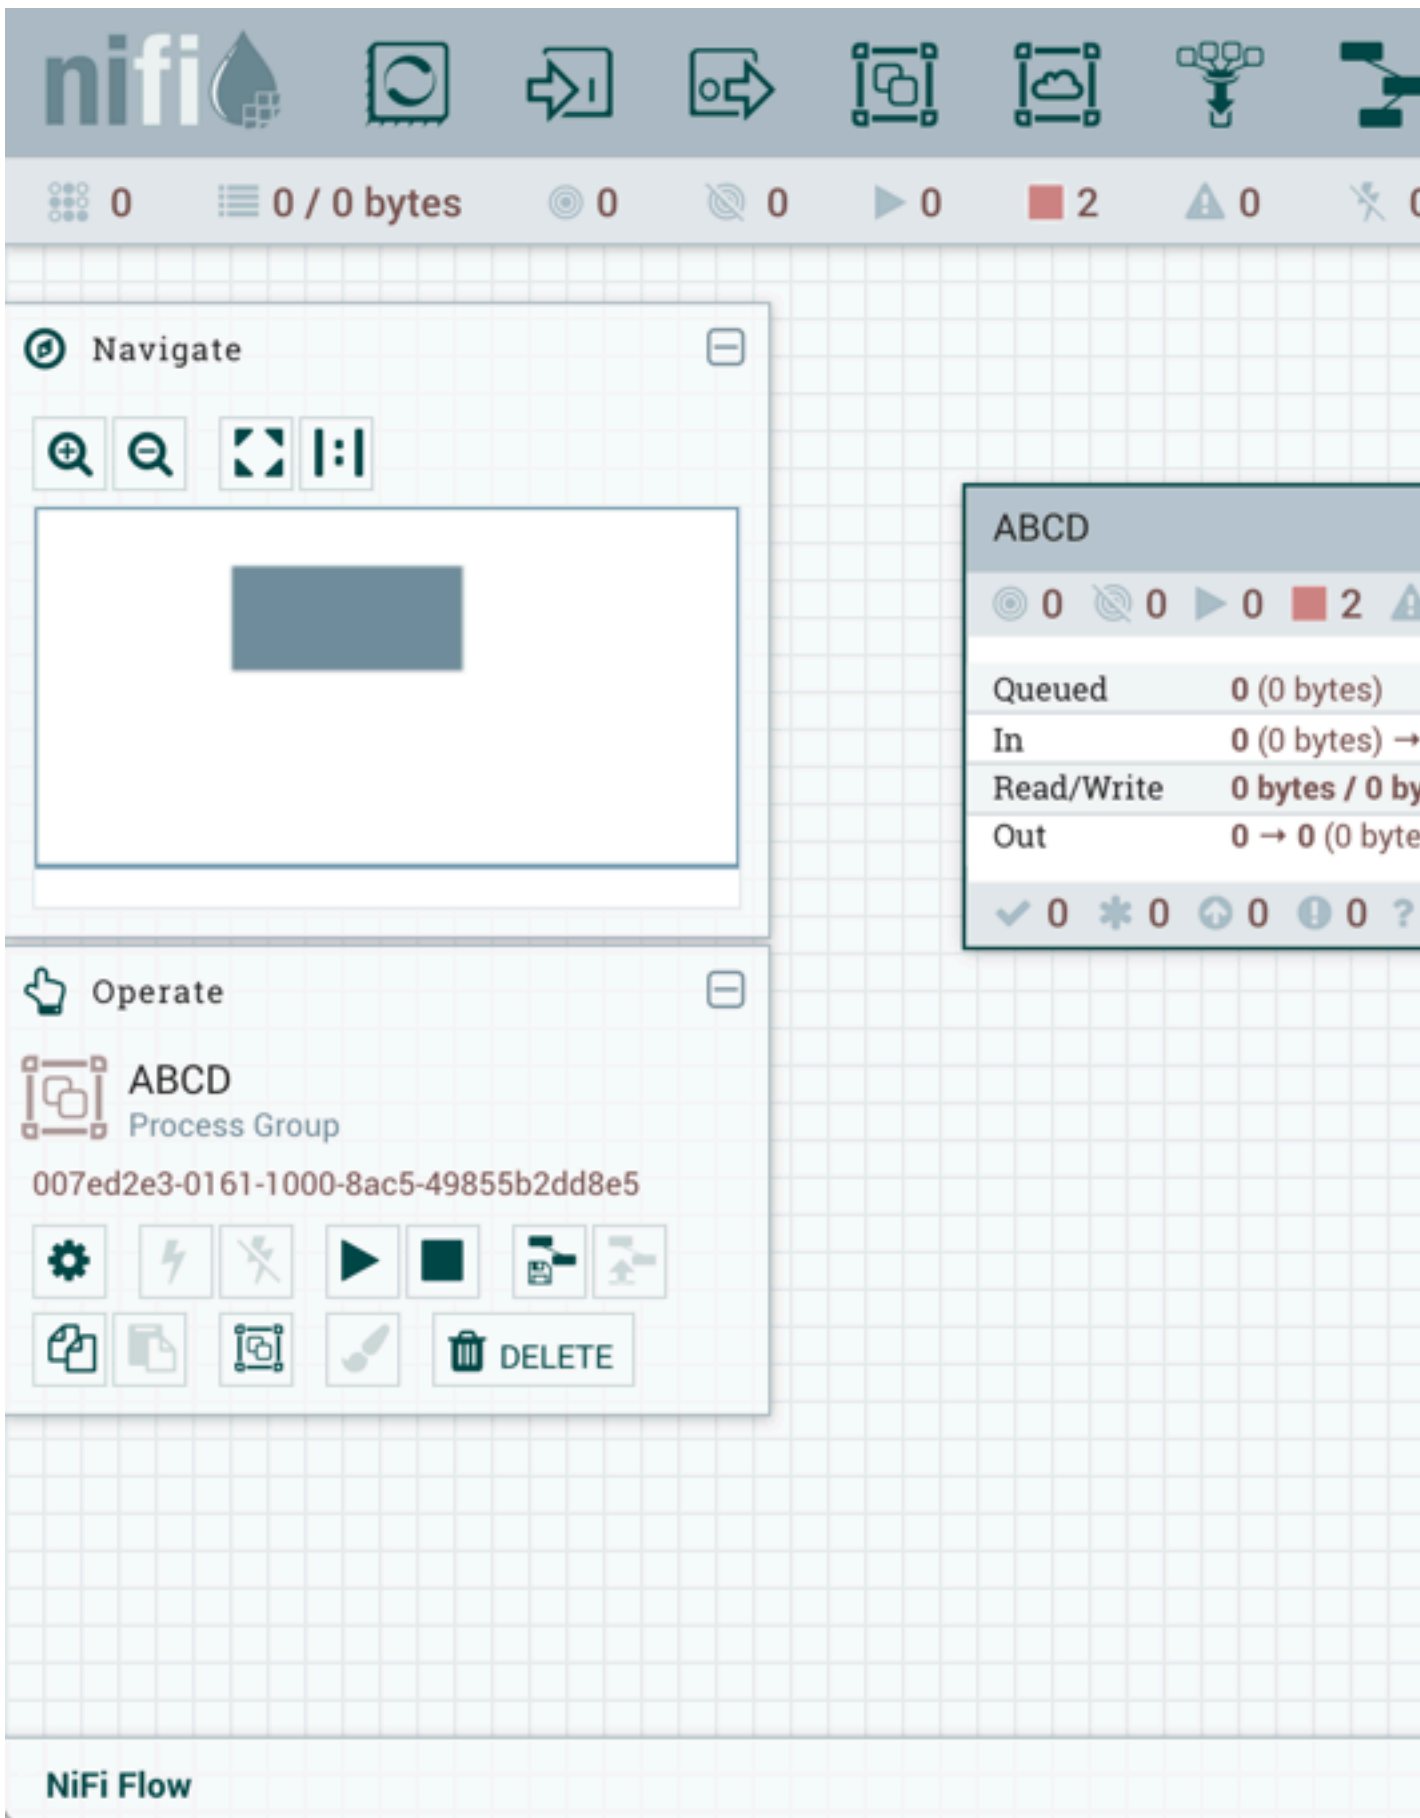 nifi
0 0 / 0 bytes 0 0 0 2 0 0
Navigate
ABCD
0 0 0 2
Queued 0 (0 bytes)
In 0 (0 bytes) →
Read/Write 0 bytes / 0 by
Out 0 → 0 (0 byte
0 0 0 0 ?
Operate
ABCD
Process Group
007ed2e3-0161-1000-8ac5-49855b2dd8e5
DELETE
NiFi Flow